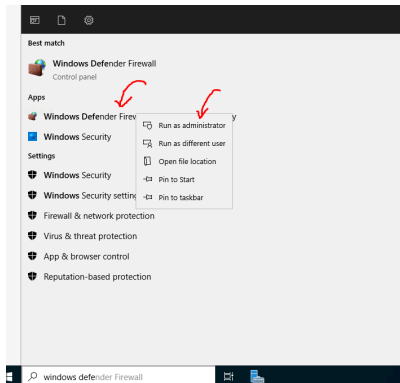 Best match
Windows Defender Firewall
Control panel
Apps
Windows Defender Firew y
Run as administrator
Windows Security
Run as different user
Open file location
Settings
Windows Security
Pin to Start
Windows Security setting
Pin to taskbar
Firewall & network protection
Virus & threat protection
App & browser control
Reputation-based protection
windows defender Firewall